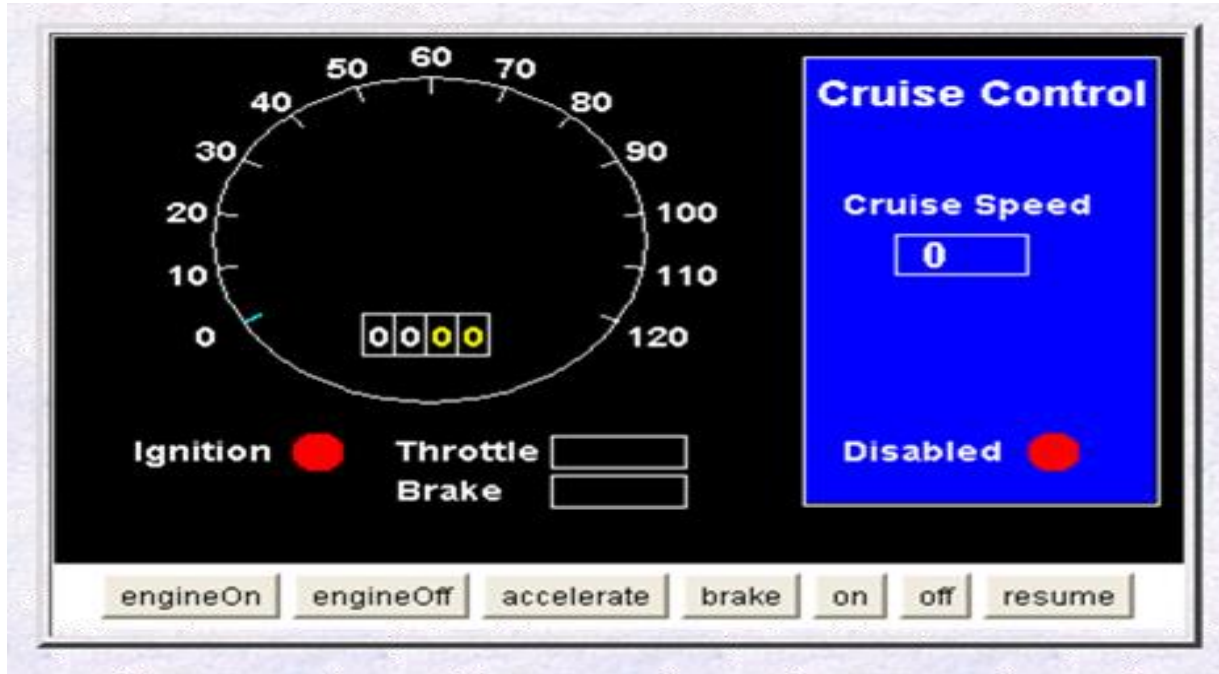 60
50 70
40 80
30 90
20 100
10 110
0 120
0 0 0 0
Cruise Control
Cruise Speed
0
Ignition Throttle
Brake
Disabled
engineOn engineOff accelerate brake on off resume